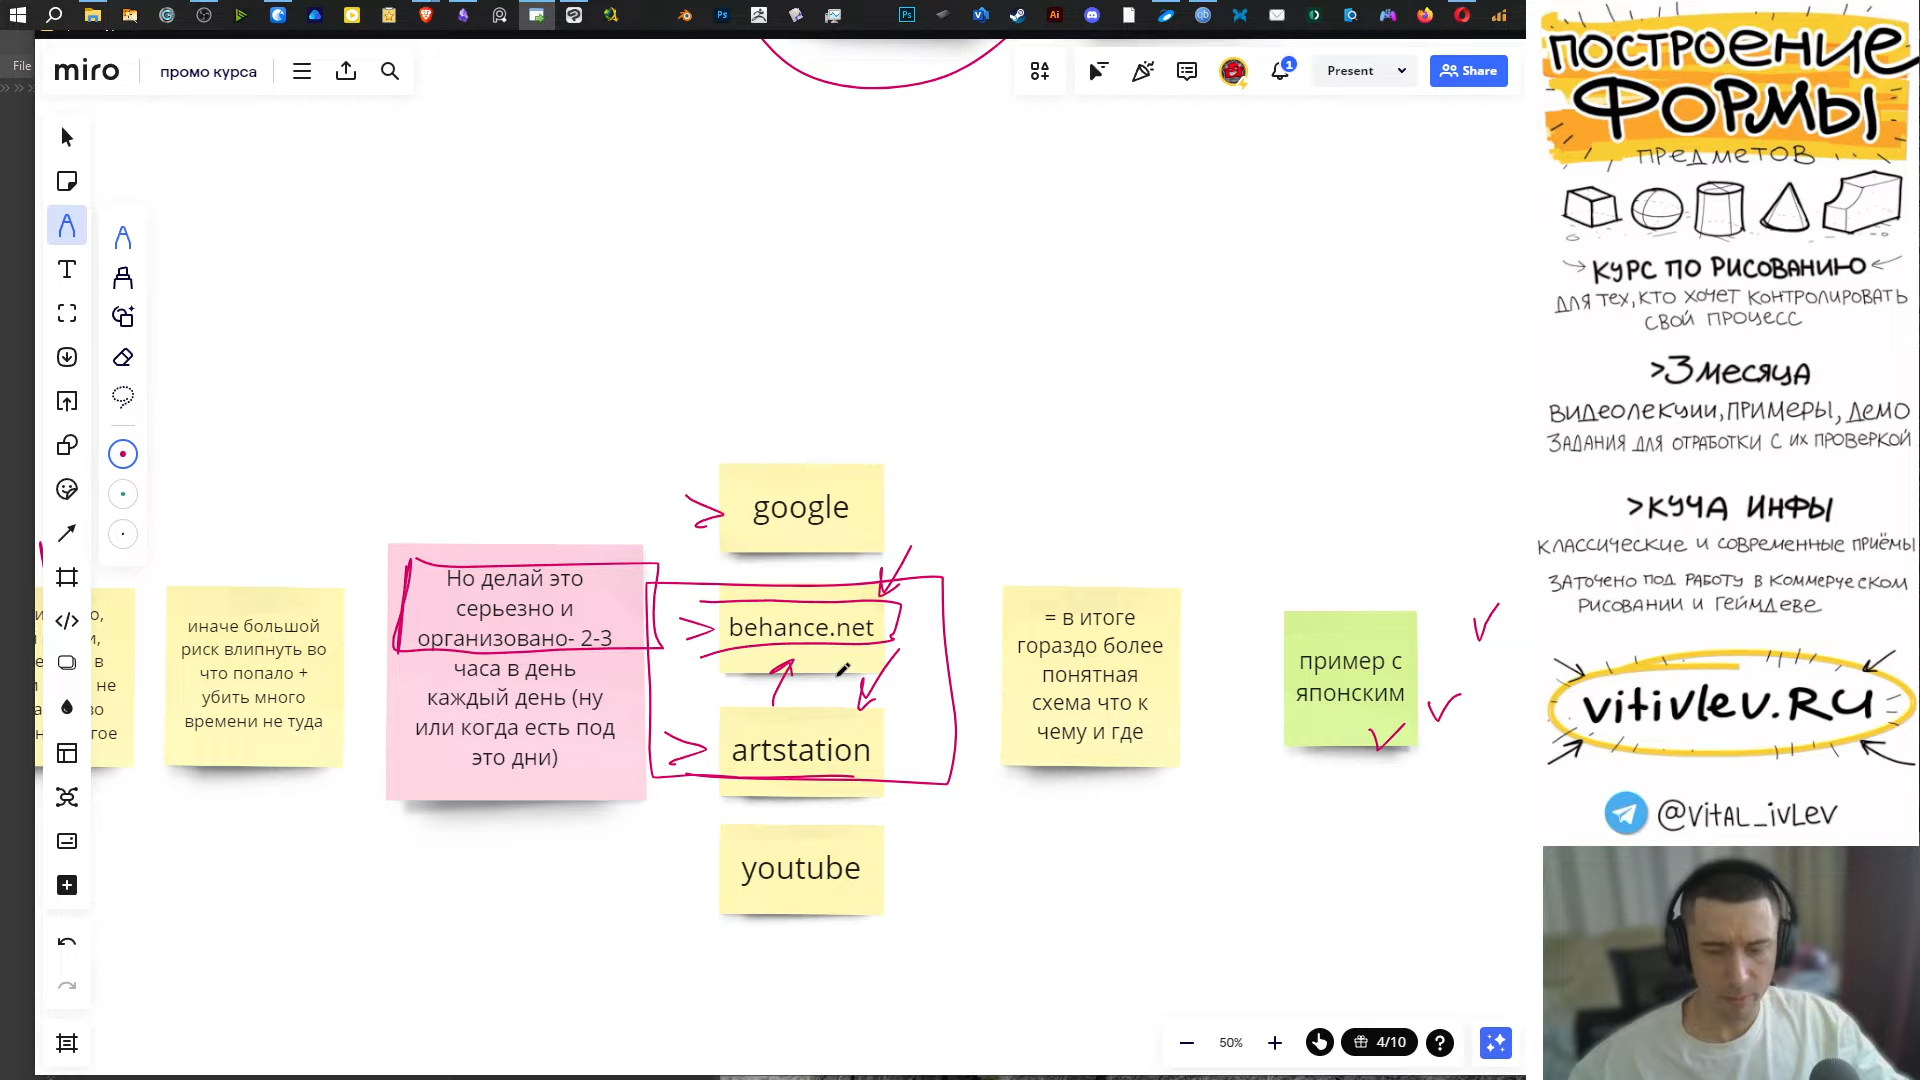 File
miro
промо курса
1
Present
Share
google
Но делай это
серьезно и
организовано- 2-3
часа в день
каждый день (ну
или когда есть под
это дни)
иначе большой
риск влипнуть во
что попало +
убить много
времени не туда
behance.net
artstation
youtube
= в итоге
гораздо более
понятная
схема что к
чему и где
пример с
японским
50%
4/10
ПОСТРОЕНИЕ
ФОРМЫ
ПРЕДМЕТОВ
КУРС ПО РИСОВАНИЮ
ДЛЯ ТЕХ, КТО ХОЧЕТ КОНТРОЛИРОВАТЬ
СВОЙ ПРОЦЕСС
>3 месяца
ВИДЕОЛЕКЦИИ, ПРИМЕРЫ, ДЕМО
ЗАДАНИЯ ДЛЯ ОТРАБОТКИ С ИХ ПРОВЕРКОЙ
>КУЧА ИНФЫ
КЛАССИЧЕСКИЕ И СОВРЕМЕННЫЕ ПРИЁМЫ
ЗАТОЧЕНО ПОД РАБОТУ В КОММЕРЧЕСКОМ
РИСОВАНИИ И ГЕЙМДЕВЕ
vitivlev.RU
@VITAL_IVLEV